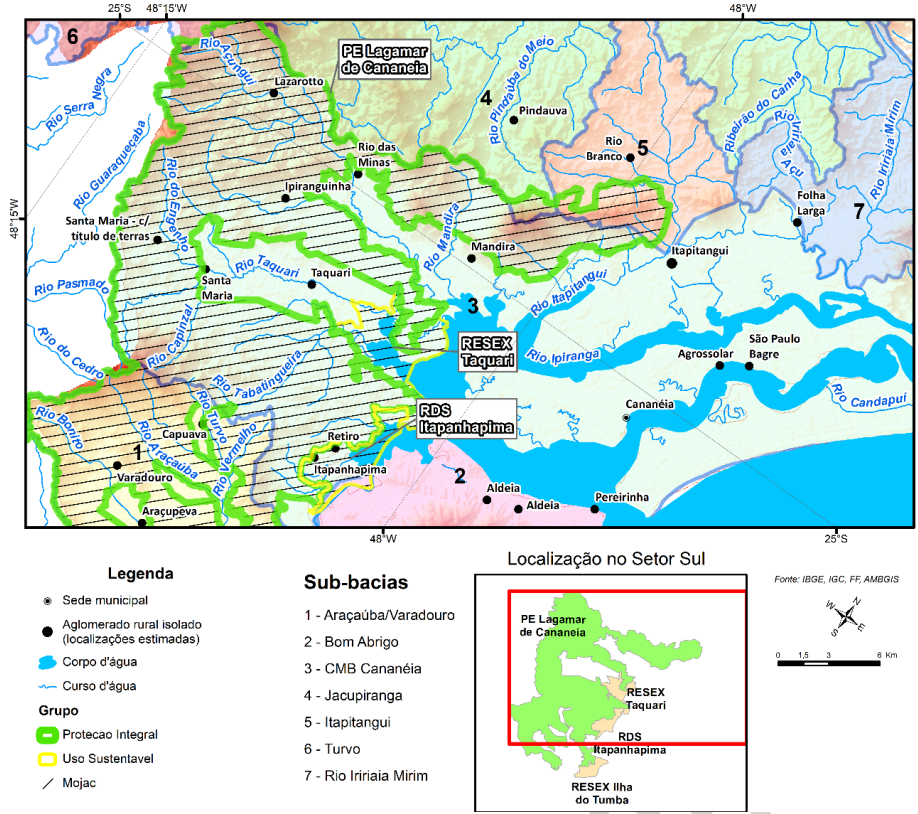 25°S
48°15'W
48°W
6
Rio Açungui
PE Lagamar
de Cananeia
Lazarotto
Rio Serra Negra
4
Rio Pindaúba do Meio
Pindauva
Ribeirão do Canha
Rio Iririaia Açu
Rio Iririaia Mirim
Rio Guaraqueçaba
Rio das
Minas
Rio
Branco
5
Ipiranguinha
Rio do Engenho
Folha
Larga
7
48°15'W
Santa Maria - c/
título de terras
Rio Mandira
Mandira
Itapitangui
Rio Taquari
Taquari
Santa
Maria
Rio Pasmado
3
Rio Itapitangui
Rio Capinzal
RESEX
Taquari
Rio Ipiranga
São Paulo
Bagre
Agrossolar
Rio do Cedro
Rio Tabatingueira
Rio Candapuí
RDS
Itapanhapima
Cananéia
Rio Bonito
Rio Turvo
Capuava
Rio Araçaúba
Rio Vermelho
Retiro
1
Itapanhapima
Varadouro
2
Aldeia
Aldeia
Pereirinha
Araçupeva
48°W
25°S
Legenda
Sede municipal
Aglomerado rural isolado
(localizações estimadas)
Corpo d'água
Curso d'água
Grupo
Protecao Integral
Uso Sustentavel
Mojac
Sub-bacias
1 - Araçaúba/Varadouro
2 - Bom Abrigo
3 - CMB Cananéia
4 - Jacupiranga
5 - Itapitangui
6 - Turvo
7 - Rio Iririaia Mirim
Localização no Setor Sul
PE Lagamar
de Cananeia
RESEX
Taquari
RDS
Itapanhapima
RESEX Ilha
do Tumba
Fonte: IBGE, IGC, FF, AMBGIS
W N
S E
0 1,5 3 6 Km